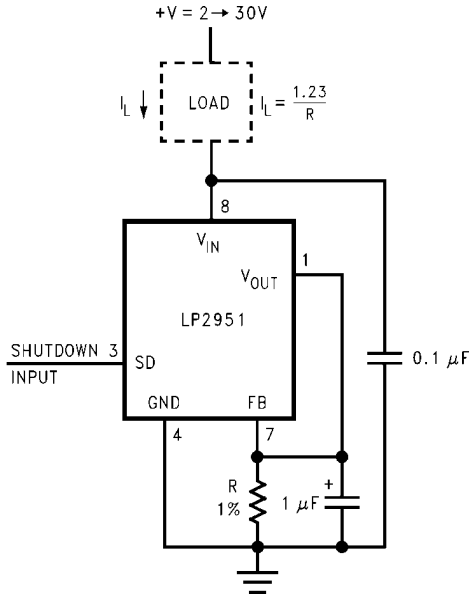 +V = 2 → 30V
I_L ↓ LOAD I_L = 1.23/R
8
V_IN
1
V_OUT
LP2951
SHUTDOWN 3
INPUT
SD
0.1 μF
GND FB
4 7
R
1%
+
1 μF